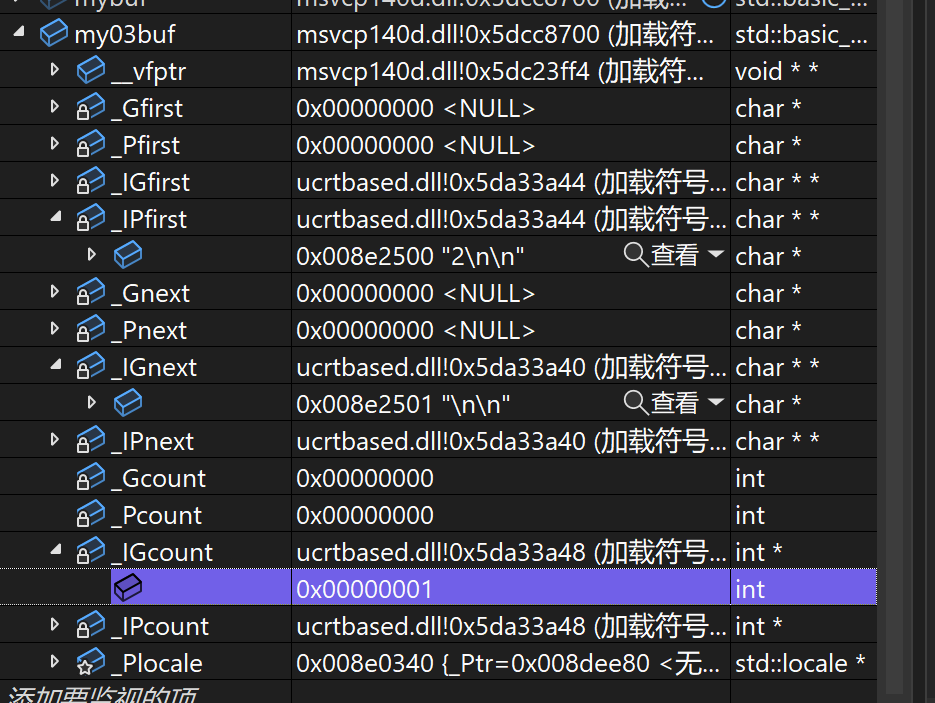 mybuf msvcp140d.dll!0x5dcc8700 (加载... std::basic_...
my03buf msvcp140d.dll!0x5dcc8700 (加载符... std::basic_...
__vfptr msvcp140d.dll!0x5dc23ff4 (加载符... void * *
_Gfirst 0x00000000 <NULL> char *
_Pfirst 0x00000000 <NULL> char *
_IGfirst ucrtbased.dll!0x5da33a44 (加载符号... char * *
_IPfirst ucrtbased.dll!0x5da33a44 (加载符号... char * *
0x008e2500 "2\n\n" 查看 char *
_Gnext 0x00000000 <NULL> char *
_Pnext 0x00000000 <NULL> char *
_IGnext ucrtbased.dll!0x5da33a40 (加载符号... char * *
0x008e2501 "\n\n" 查看 char *
_IPnext ucrtbased.dll!0x5da33a40 (加载符号... char * *
_Gcount 0x00000000 int
_Pcount 0x00000000 int
_IGcount ucrtbased.dll!0x5da33a48 (加载符号... int *
0x00000001 int
_IPcount ucrtbased.dll!0x5da33a48 (加载符号... int *
_Plocale 0x008e0340 {_Ptr=0x008dee80 <无... std::locale *
添加要监视的项